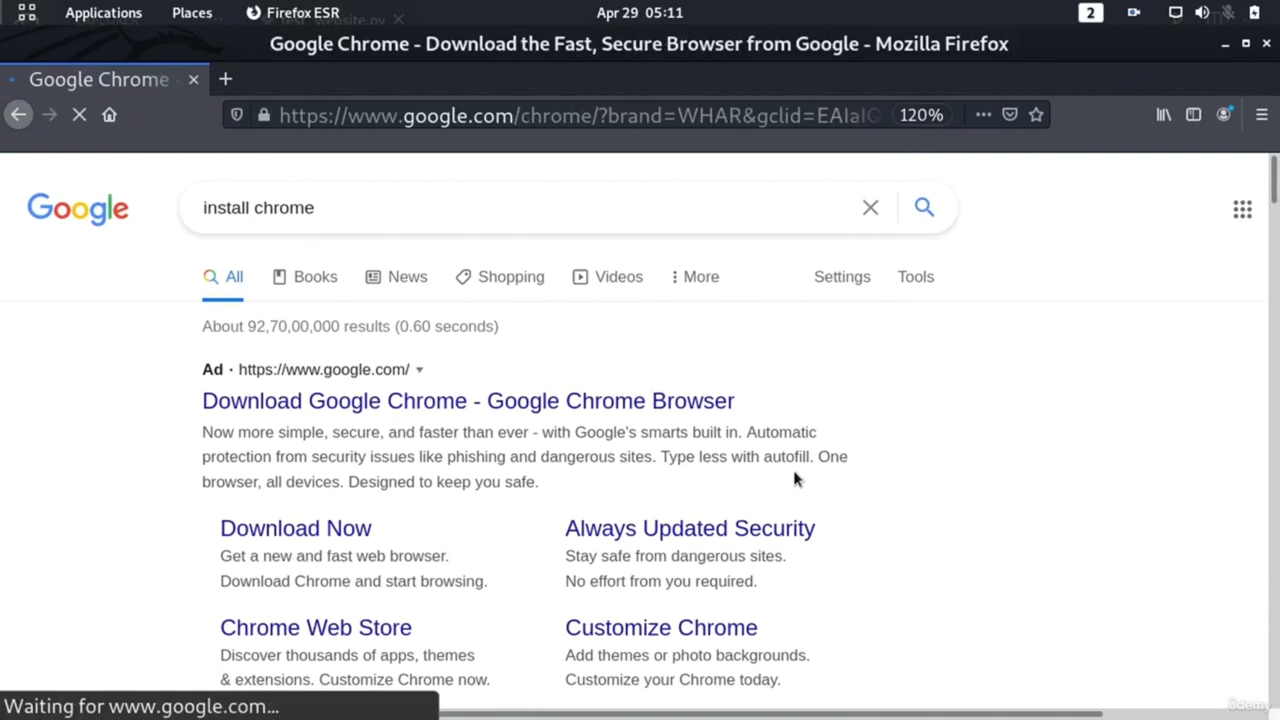 Applications Places Firefox ESR Apr 29 05:11 2
Google Chrome - Download the Fast, Secure Browser from Google - Mozilla Firefox
Google Chrome
https://www.google.com/chrome/?brand=WHAR&gclid=EAIaIQ 120%
Google install chrome
All Books News Shopping Videos More Settings Tools
About 92,70,00,000 results (0.60 seconds)
Ad · https://www.google.com/
Download Google Chrome - Google Chrome Browser
Now more simple, secure, and faster than ever - with Google's smarts built in. Automatic
protection from security issues like phishing and dangerous sites. Type less with autofill. One
browser, all devices. Designed to keep you safe.
Download Now Always Updated Security
Get a new and fast web browser. Stay safe from dangerous sites.
Download Chrome and start browsing. No effort from you required.
Chrome Web Store Customize Chrome
Discover thousands of apps, themes Add themes or photo backgrounds.
& extensions. Customize Chrome now. Customize your Chrome today.
Waiting for www.google.com...
ûdemy